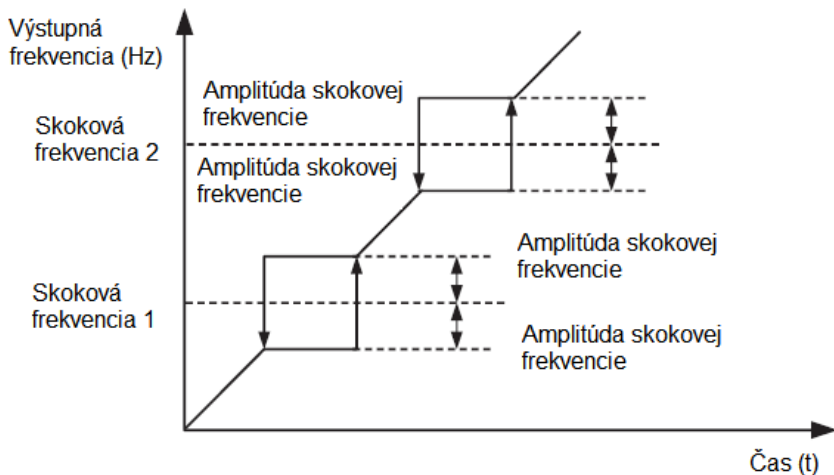 Výstupná
frekvencia (Hz)
Amplitúda skokovej
frekvencie
Skoková
frekvencia 2
Amplitúda skokovej
frekvencie
Amplitúda skokovej
frekvencie
Skoková
frekvencia 1
Amplitúda skokovej
frekvencie
Čas (t)